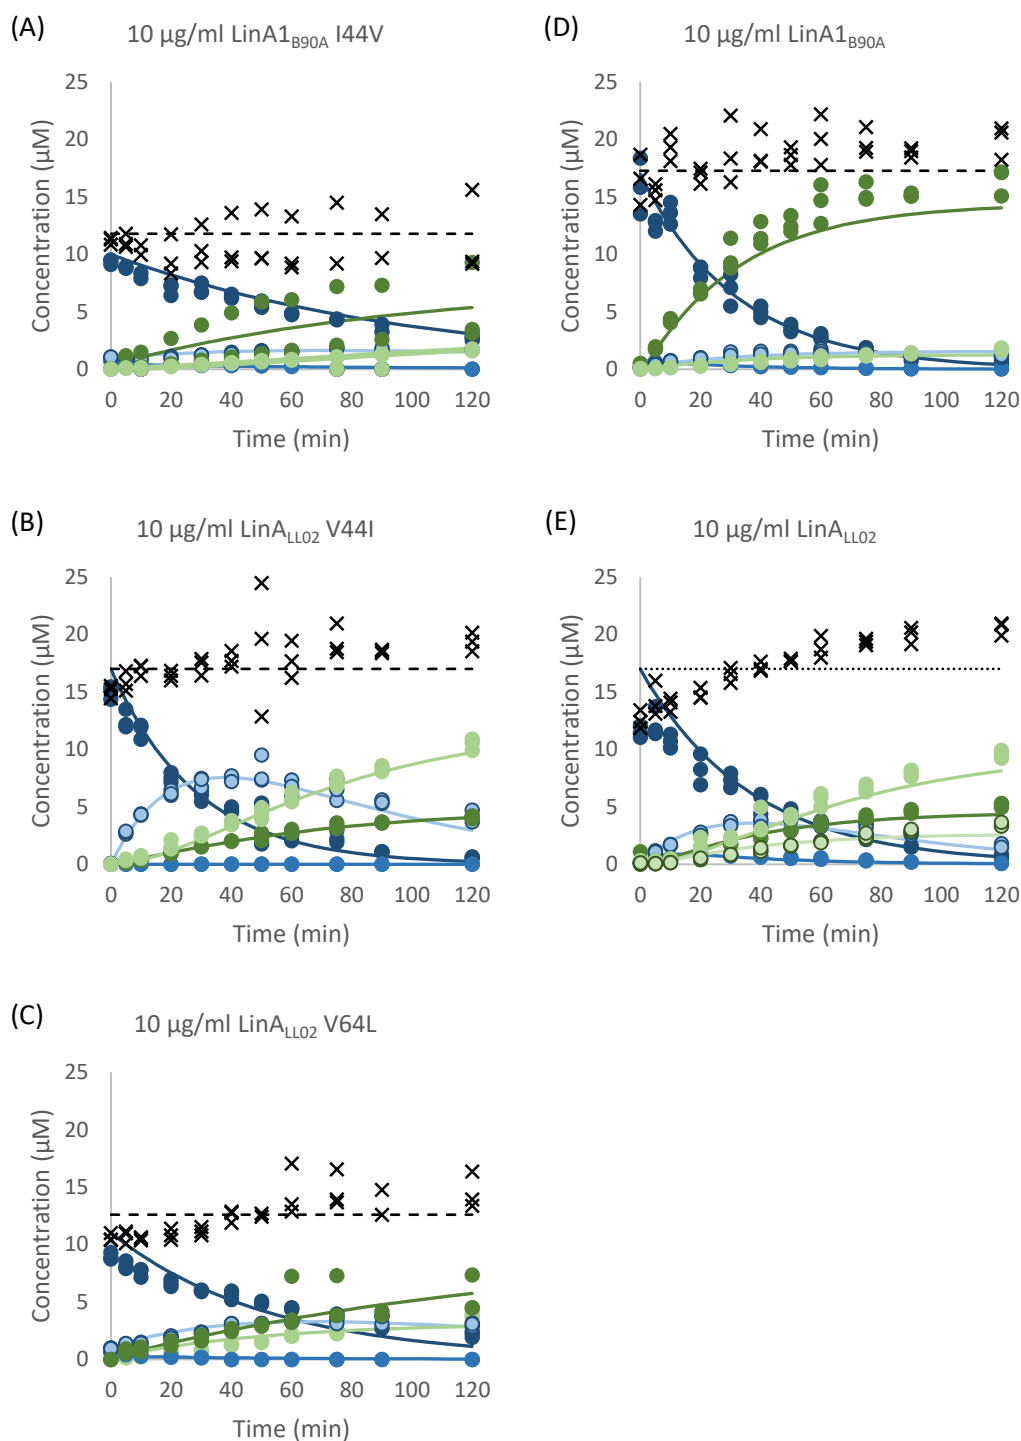 (A)
10 µg/ml LinA1B90A I44V
25
20
15
10
5
0
Concentration (µM)
0 20 40 60 80 100 120
Time (min)
(D)
10 µg/ml LinA1B90A
25
20
15
10
5
0
Concentration (µM)
0 20 40 60 80 100 120
Time (min)
(B)
10 µg/ml LinALL02 V44I
25
20
15
10
5
0
Concentration (µM)
0 20 40 60 80 100 120
Time (min)
(E)
10 µg/ml LinALL02
25
20
15
10
5
0
Concentration (µM)
0 20 40 60 80 100 120
Time (min)
(C)
10 µg/ml LinALL02 V64L
25
20
15
10
5
0
Concentration (µM)
0 20 40 60 80 100 120
Time (min)